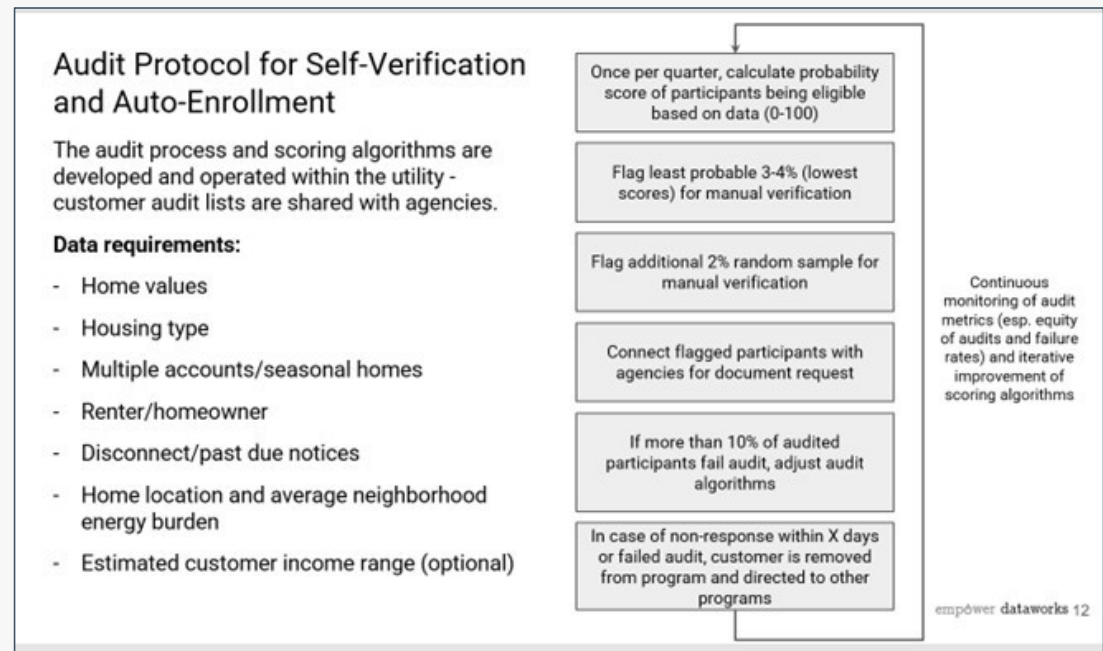 Audit Protocol for Self-Verification
and Auto-Enrollment
The audit process and scoring algorithms are
developed and operated within the utility -
customer audit lists are shared with agencies.
Data requirements:
- Home values
- Housing type
- Multiple accounts/seasonal homes
- Renter/homeowner
- Disconnect/past due notices
- Home location and average neighborhood
energy burden
- Estimated customer income range (optional)
Once per quarter, calculate probability
score of participants being eligible
based on data (0-100)
Flag least probable 3-4% (lowest
scores) for manual verification
Flag additional 2% random sample for
manual verification
Connect flagged participants with
agencies for document request
If more than 10% of audited
participants fail audit, adjust audit
algorithms
In case of non-response within X days
or failed audit, customer is removed
from program and directed to other
programs
Continuous
monitoring of audit
metrics (esp. equity
of audits and failure
rates) and iterative
improvement of
scoring algorithms
empower dataworks 12